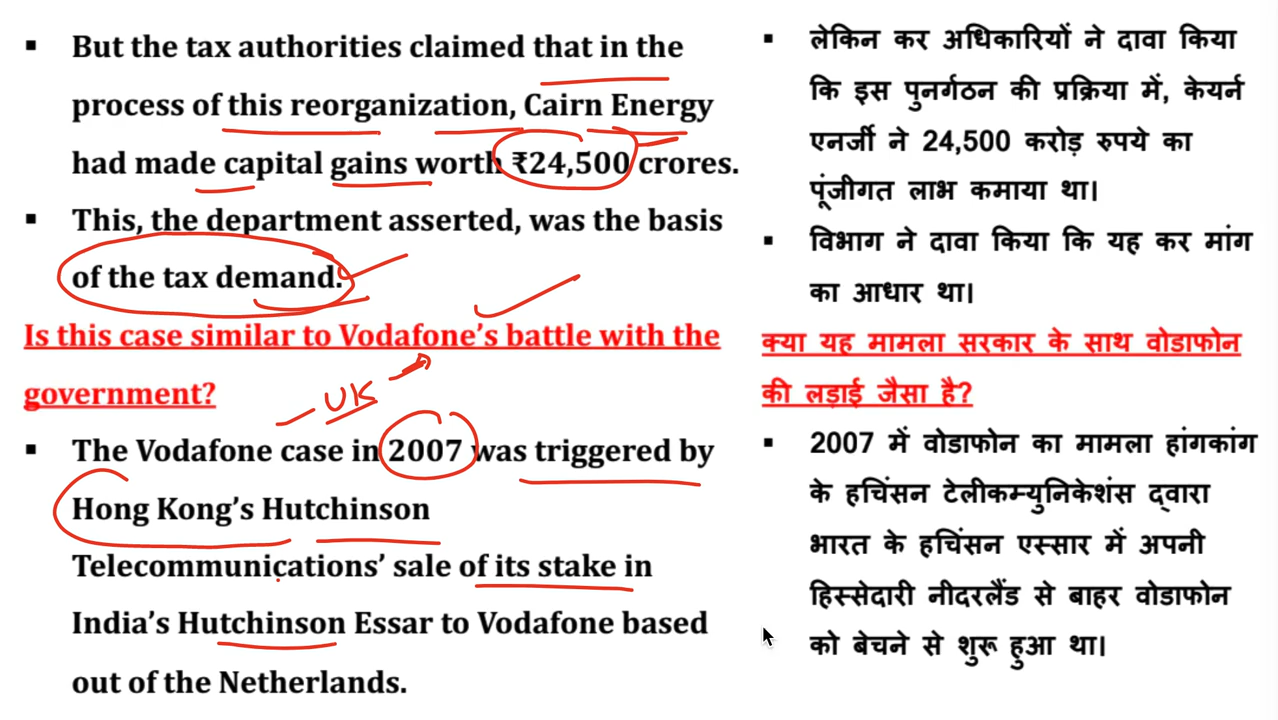 ▪ But the tax authorities claimed that in the
process of this reorganization, Cairn Energy
had made capital gains worth ₹24,500 crores.
▪ This, the department asserted, was the basis
of the tax demand.
Is this case similar to Vodafone's battle with the
government?
UK
▪ The Vodafone case in 2007 was triggered by
Hong Kong's Hutchinson
Telecommunications' sale of its stake in
India's Hutchinson Essar to Vodafone based
out of the Netherlands.
▪ लेकिन कर अधिकारियों ने दावा किया
कि इस पुनर्गठन की प्रक्रिया में, केयर्न
एनर्जी ने 24,500 करोड़ रुपये का
पूंजीगत लाभ कमाया था।
▪ विभाग ने दावा किया कि यह कर मांग
का आधार था।
क्या यह मामला सरकार के साथ वोडाफोन
की लड़ाई जैसा है?
▪ 2007 में वोडाफोन का मामला हांगकांग
के हचिंसन टेलीकम्युनिकेशंस द्वारा
भारत के हचिंसन एस्सार में अपनी
हिस्सेदारी नीदरलैंड से बाहर वोडाफोन
को बेचने से शुरू हुआ था।